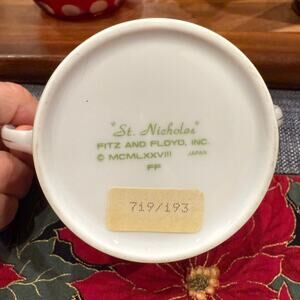 "St. Nicholas"
FITZ AND FLOYD, INC.
© MCMLXXVIII JAPAN
FF
719/193